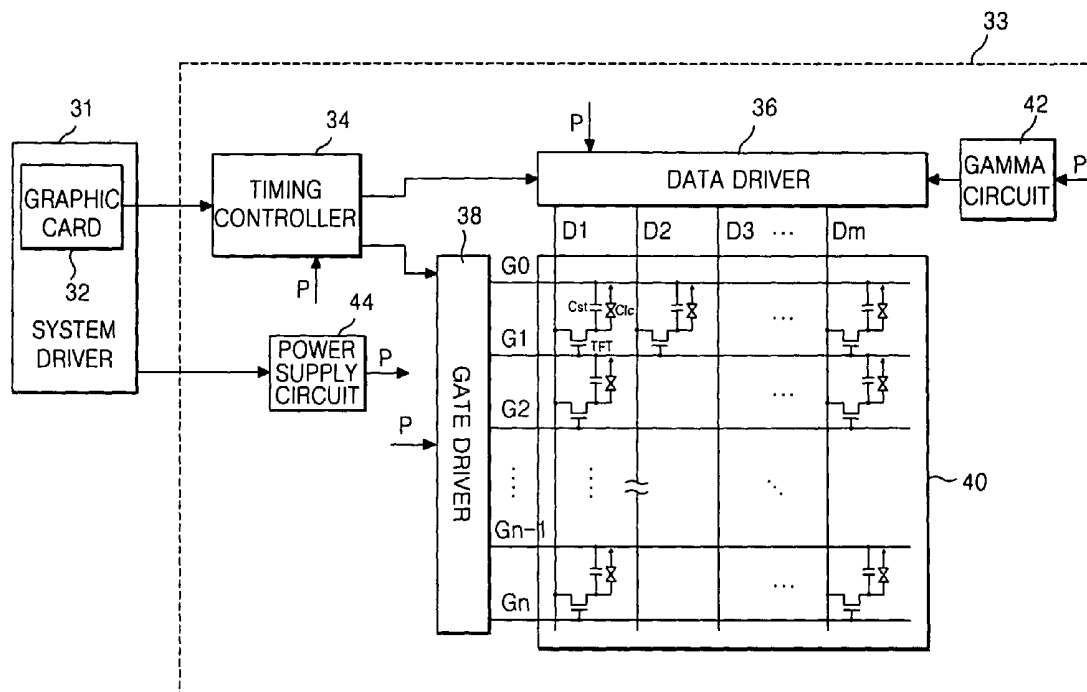 33
31
34
36
42
P
GRAPHIC
CARD
32
SYSTEM
DRIVER
TIMING
CONTROLLER
P
DATA DRIVER
GAMMA
CIRCUIT
P
38
D1 D2 D3 ... Dm
44
POWER
SUPPLY
CIRCUIT
P
P
GATE DRIVER
G0
Cst Clc ...
G1
TFT
G2 ...
...... ...... ...
Gn-1
Gn ...
40